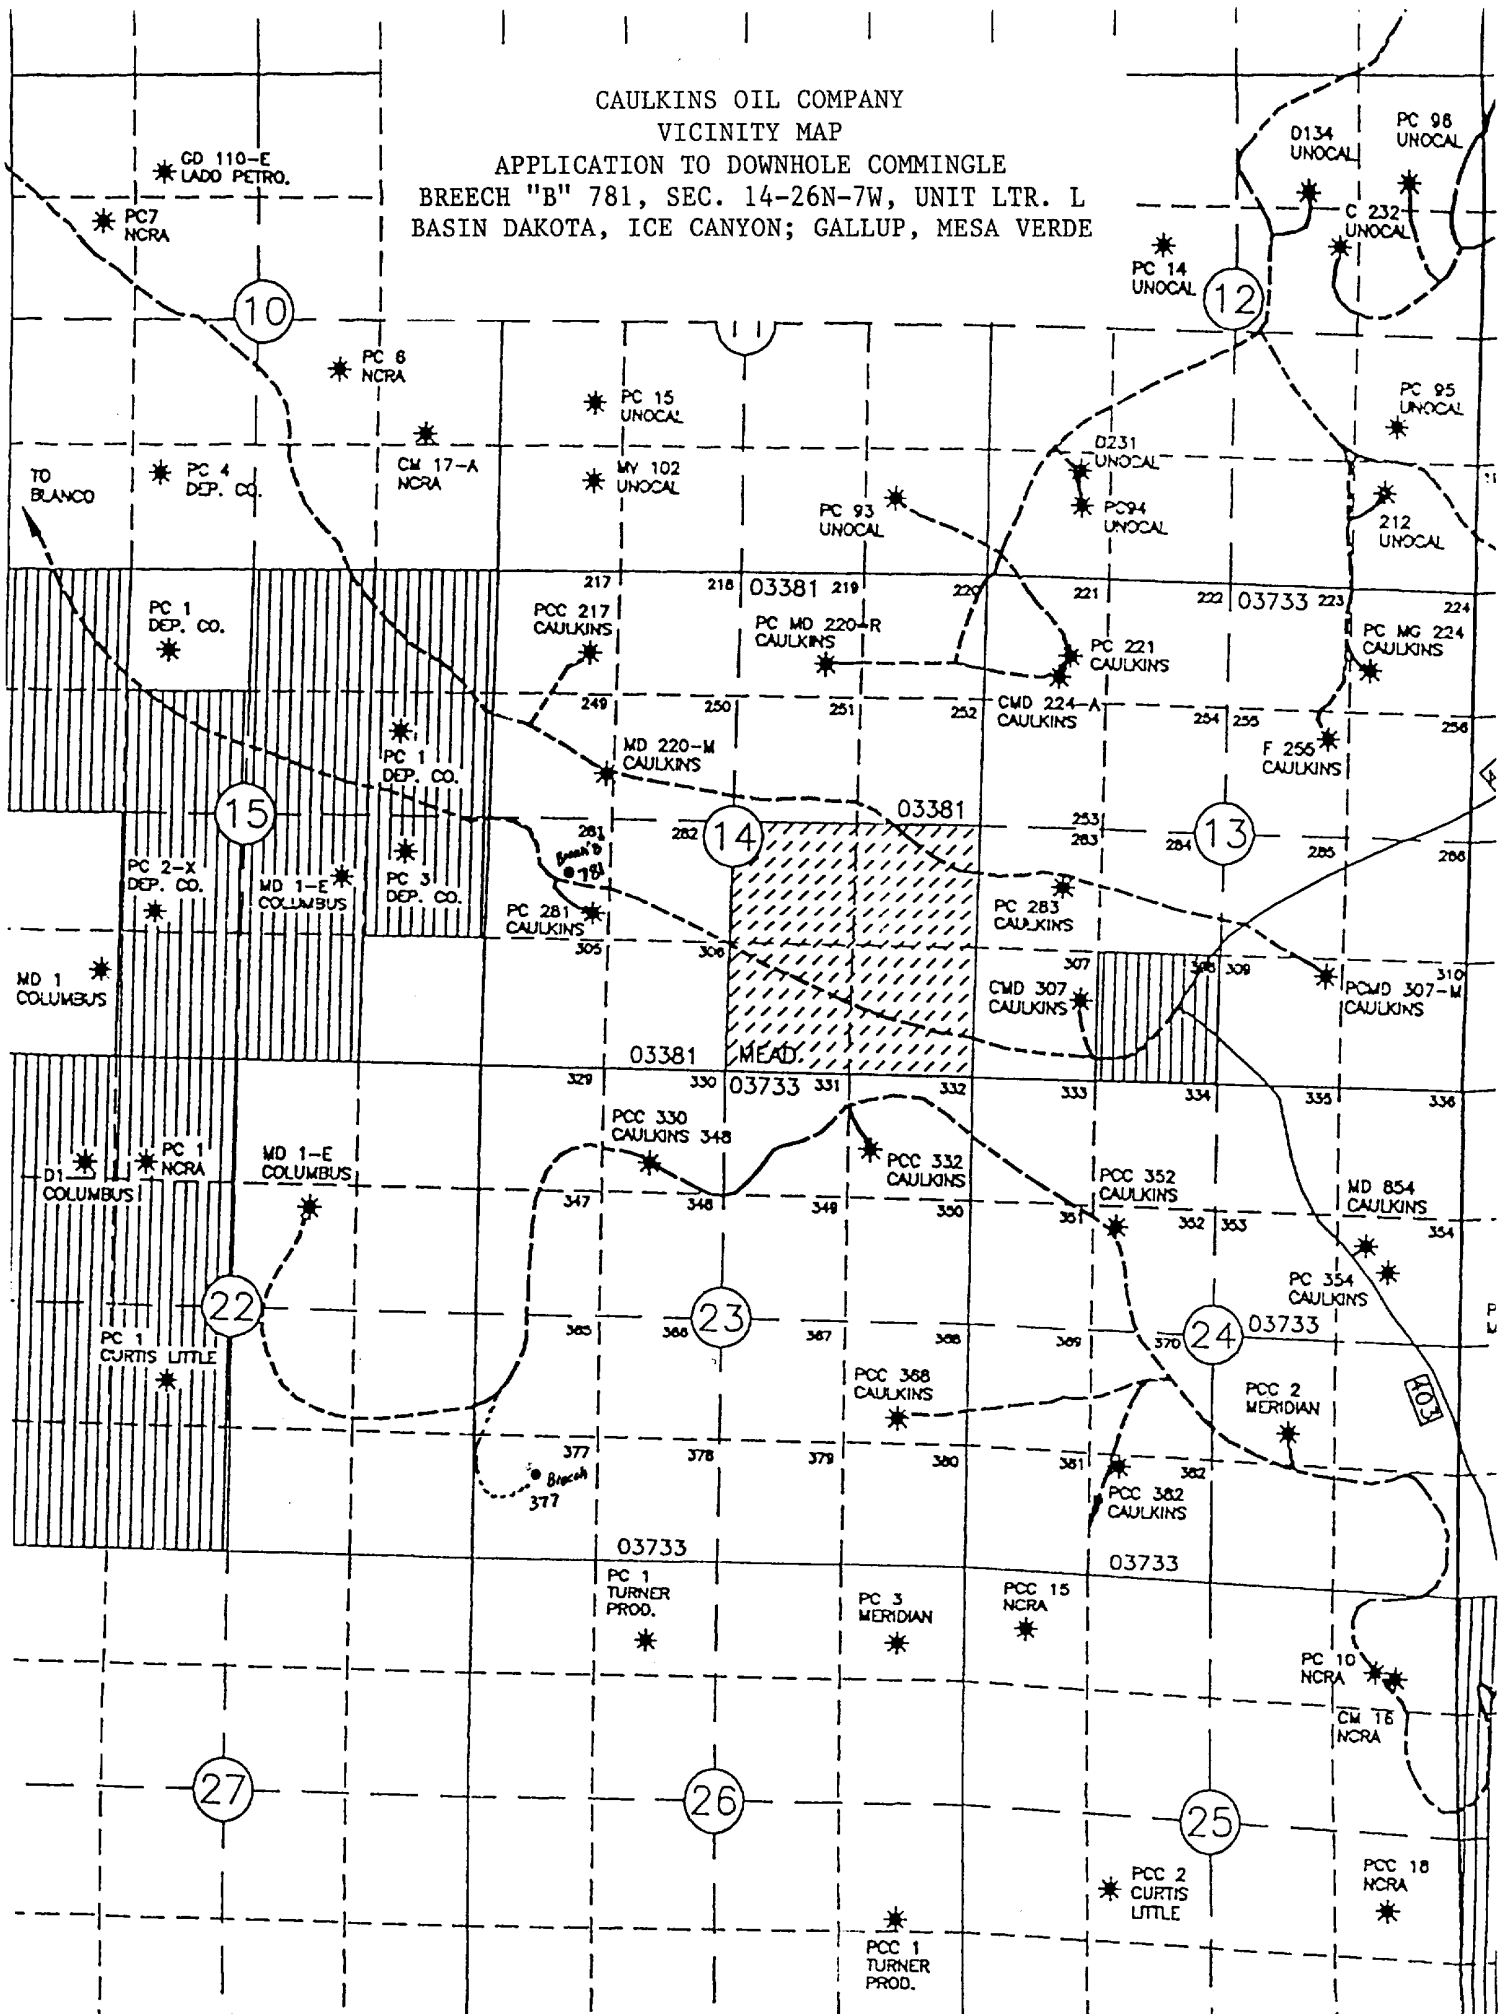 CAULKINS OIL COMPANY
VICINITY MAP
APPLICATION TO DOWNHOLE COMMINGLE
BREECH "B" 781, SEC. 14-26N-7W, UNIT LTR. L
BASIN DAKOTA, ICE CANYON; GALLUP, MESA VERDE
GD 110-E
LADO PETRO.
PC7
NCRA
D134
UNOCAL
PC 98
UNOCAL
C 232
UNOCAL
PC 14
UNOCAL
10
11
12
PC 6
NCRA
PC 15
UNOCAL
PC 95
UNOCAL
CM 17-A
NCRA
MV 102
UNOCAL
D231
UNOCAL
PC94
UNOCAL
TO
BLANCO
PC 4
DEP. CO.
PC 93
UNOCAL
212
UNOCAL
217
218
03381
219
220
221
222
03733
223
224
PC 1
DEP. CO.
PCC 217
CAULKINS
PC MD 220-R
CAULKINS
PC 221
CAULKINS
PC MG 224
CAULKINS
249
250
251
252
CMD 224-A
CAULKINS
254
255
256
PC 1
DEP. CO.
MD 220-M
CAULKINS
F 255
CAULKINS
15
281
282
14
03381
253
283
284
13
285
286
Breech B
781
PC 2-X
DEP. CO.
MD 1-E
COLUMBUS
PC 3
DEP. CO.
PC 281
CAULKINS
PC 283
CAULKINS
305
306
307
308
309
310
MD 1
COLUMBUS
CMD 307
CAULKINS
PCMD 307-M
CAULKINS
03381
MEAD.
329
330
03733
331
332
333
334
335
336
PCC 330
CAULKINS
348
D1
COLUMBUS
PC 1
NCRA
MD 1-E
COLUMBUS
PCC 332
CAULKINS
PCC 352
CAULKINS
MD 854
CAULKINS
347
348
349
350
351
352
353
354
PC 354
CAULKINS
22
23
24
03733
365
366
367
368
369
370
PC 1
CURTIS LITTLE
PCC 368
CAULKINS
PCC 2
MERIDIAN
403
377
378
379
380
381
382
Breech
377
PCC 382
CAULKINS
03733
03733
PC 1
TURNER
PROD.
PC 3
MERIDIAN
PCC 15
NCRA
PC 10
NCRA
CM 16
NCRA
27
26
25
PCC 2
CURTIS
LITTLE
PCC 18
NCRA
PCC 1
TURNER
PROD.